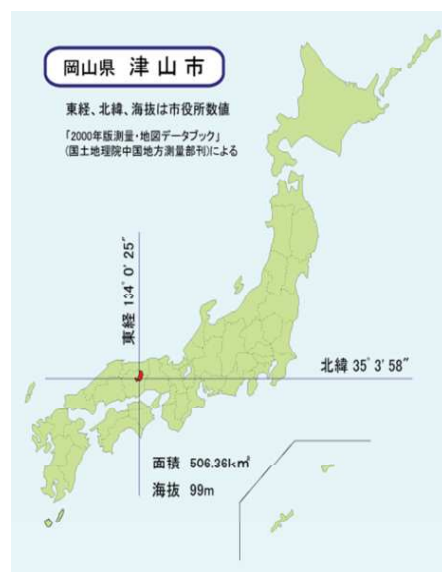 岡山県 津山市
東経、北緯、海抜は市役所数値
「2000年版測量・地図データブック」
(国土地理院中国地方測量部刊)による
東経 134° 0′ 25″
北緯 35° 3′ 58″
面積 506.36k㎡
海抜 99m